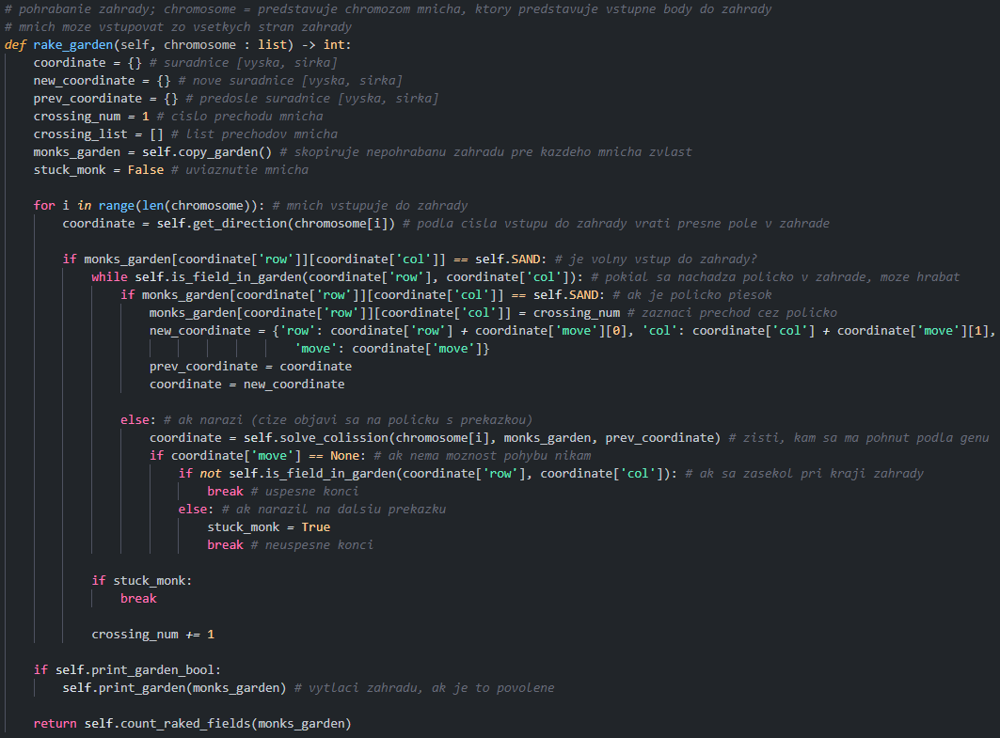 # pohrabanie zahrady; chromosome = predstavuje chromozom mnicha, ktory predstavuje vstupne body do zahrady
# mnich moze vstupovat zo vsetkych stran zahrady
def rake_garden(self, chromosome : list) -> int:
    coordinate = {} # suradnice [vyska, sirka]
    new_coordinate = {} # nove suradnice [vyska, sirka]
    prev_coordinate = {} # predosle suradnice [vyska, sirka]
    crossing_num = 1 # cislo prechodu mnicha
    crossing_list = [] # list prechodov mnicha
    monks_garden = self.copy_garden() # skopiruje nepohrabanu zahradu pre kazdeho mnicha zvlast
    stuck_monk = False # uviaznutie mnicha

    for i in range(len(chromosome)): # mnich vstupuje do zahrady
        coordinate = self.get_direction(chromosome[i]) # podla cisla vstupu do zahrady vrati presne pole v zahrade

        if monks_garden[coordinate['row']][coordinate['col']] == self.SAND: # je volny vstup do zahrady?
            while self.is_field_in_garden(coordinate['row'], coordinate['col']): # pokial sa nachadza policko v zahrade, moze hrabat
                if monks_garden[coordinate['row']][coordinate['col']] == self.SAND: # ak je policko piesok
                    monks_garden[coordinate['row']][coordinate['col']] = crossing_num # zaznaci prechod cez policko
                    new_coordinate = {'row': coordinate['row'] + coordinate['move'][0], 'col': coordinate['col'] + coordinate['move'][1],
                                        'move': coordinate['move']}
                    prev_coordinate = coordinate
                    coordinate = new_coordinate

                else: # ak narazi (cize objavi sa na policku s prekazkou)
                    coordinate = self.solve_colission(chromosome[i], monks_garden, prev_coordinate) # zisti, kam sa ma pohnut podla genu
                    if coordinate['move'] == None: # ak nema moznost pohybu nikam
                        if not self.is_field_in_garden(coordinate['row'], coordinate['col']): # ak sa zasekol pri kraji zahrady
                            break # uspesne konci
                        else: # ak narazil na dalsiu prekazku
                            stuck_monk = True
                            break # neuspesne konci

            if stuck_monk:
                break

            crossing_num += 1

    if self.print_garden_bool:
        self.print_garden(monks_garden) # vytlaci zahradu, ak je to povolene

    return self.count_raked_fields(monks_garden)